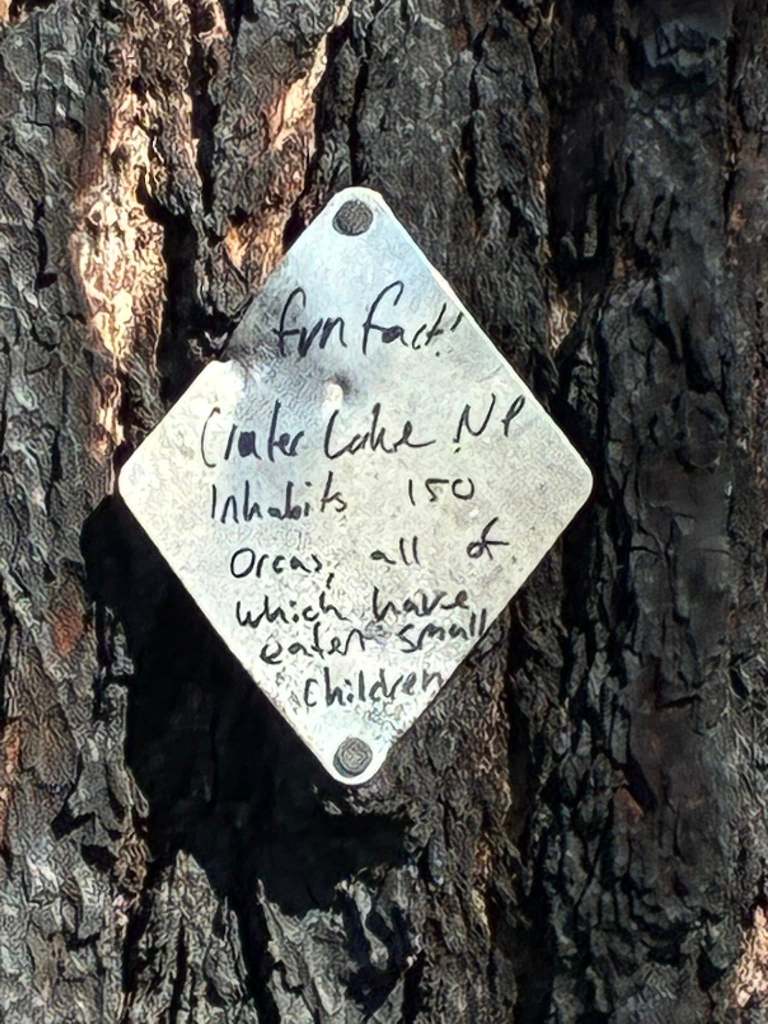 fun fact!
Crater Lake NP
Inhabits 150
Orcas, all of
which have
eaten small
children